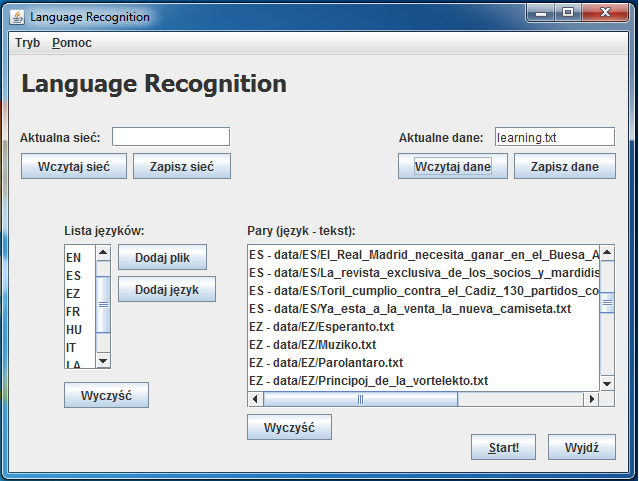 Language Recognition
Tryb Pomoc
Language Recognition
Aktualna sieć:
Aktualne dane: learning.txt
Wczytaj sieć Zapisz sieć
Wczytaj dane Zapisz dane
Lista języków:
EN
ES
EZ
FR
HU
IT
LA
Dodaj plik
Dodaj język
Wyczyść
Pary (język - tekst):
ES - data/ES/El_Real_Madrid_necesita_ganar_en_el_Buesa_A
ES - data/ES/La_revista_exclusiva_de_los_socios_y_mardidis
ES - data/ES/Toril_cumplio_contra_el_Cadiz_130_partidos_co
ES - data/ES/Ya_esta_a_la_venta_la_nueva_camiseta.txt
EZ - data/EZ/Esperanto.txt
EZ - data/EZ/Muziko.txt
EZ - data/EZ/Parolantaro.txt
EZ - data/EZ/Principoj_de_la_vortelekto.txt
Wyczyść
Start! Wyjdź